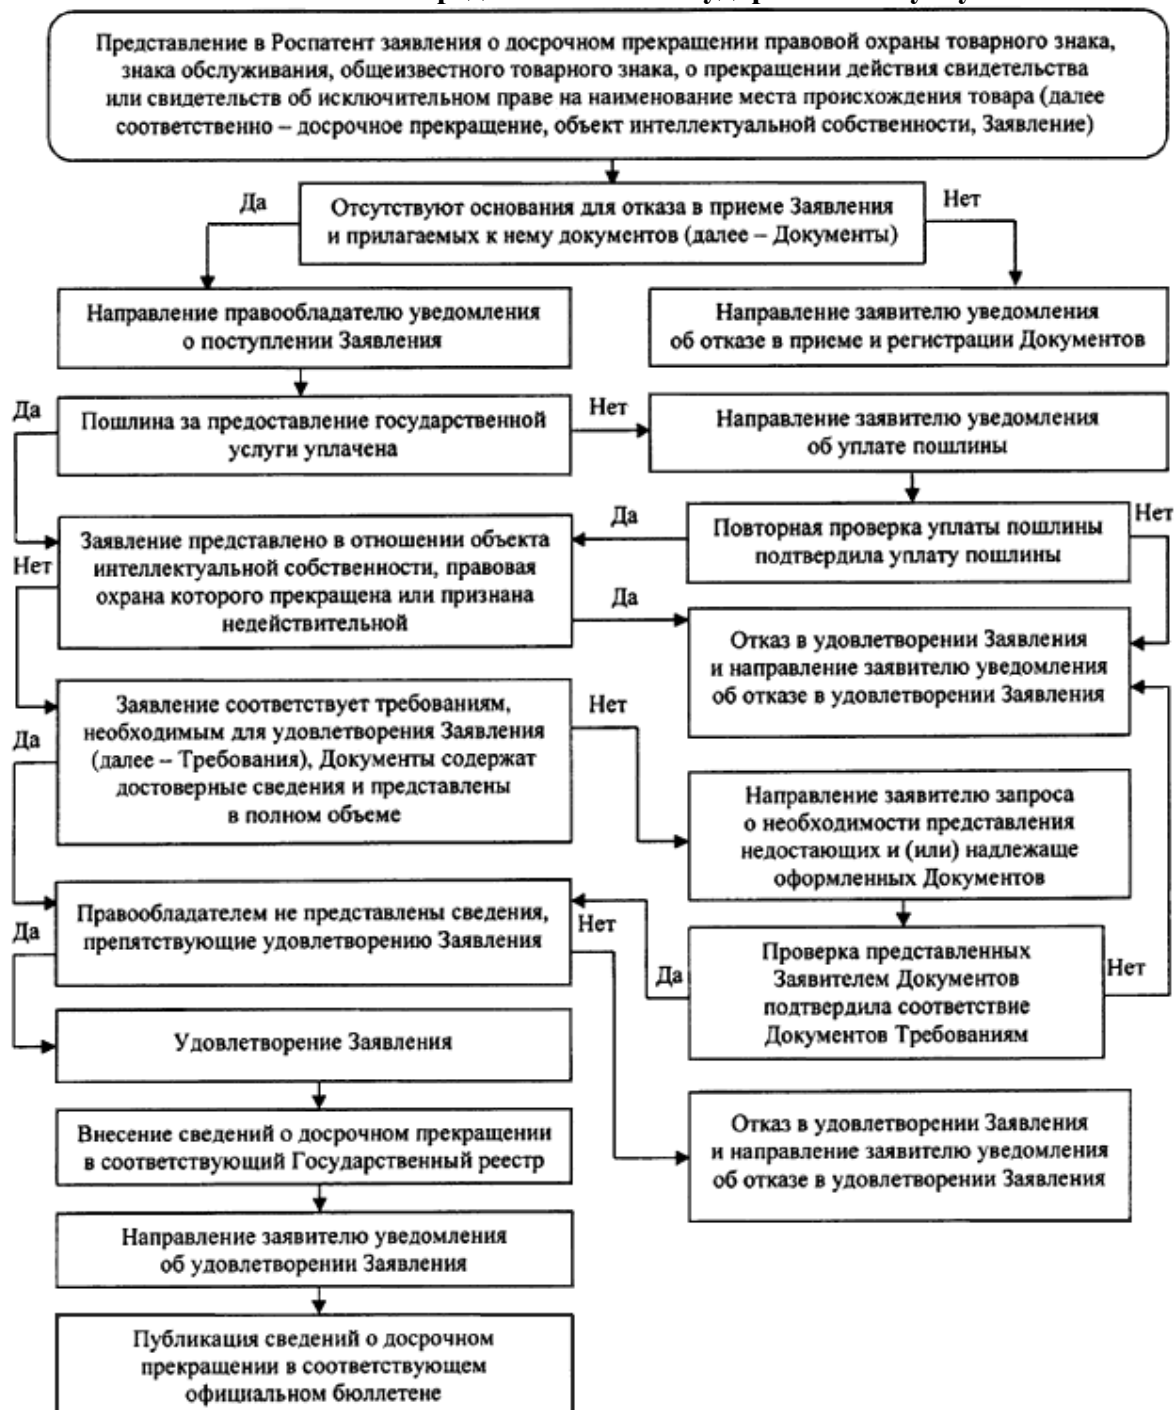 Представление в Роспатент заявления о досрочном прекращении правовой охраны товарного знака,
знака обслуживания, общеизвестного товарного знака, о прекращении действия свидетельства
или свидетельств об исключительном праве на наименование места происхождения товара (далее
соответственно – досрочное прекращение, объект интеллектуальной собственности, Заявление)
Да
Отсутствуют основания для отказа в приеме Заявления
и прилагаемых к нему документов (далее – Документы)
Нет
Направление правообладателю уведомления
о поступлении Заявления
Направление заявителю уведомления
об отказе в приеме и регистрации Документов
Да
Пошлина за предоставление государственной
услуги уплачена
Нет
Направление заявителю уведомления
об уплате пошлины
Да
Повторная проверка уплаты пошлины
подтвердила уплату пошлины
Нет
Нет
Заявление представлено в отношении объекта
интеллектуальной собственности, правовая
охрана которого прекращена или признана
недействительной
Да
Отказ в удовлетворении Заявления
и направление заявителю уведомления
об отказе в удовлетворении Заявления
Да
Заявление соответствует требованиям,
необходимым для удовлетворения Заявления
(далее – Требования), Документы содержат
достоверные сведения и представлены
в полном объеме
Нет
Направление заявителю запроса
о необходимости представления
недостающих и (или) надлежаще
оформленных Документов
Да
Правообладателем не представлены сведения,
препятствующие удовлетворению Заявления
Нет
Да
Проверка представленных
Заявителем Документов
подтвердила соответствие
Документов Требованиям
Нет
Удовлетворение Заявления
Внесение сведений о досрочном прекращении
в соответствующий Государственный реестр
Отказ в удовлетворении Заявления
и направление заявителю уведомления
об отказе в удовлетворении Заявления
Направление заявителю уведомления
об удовлетворении Заявления
Публикация сведений о досрочном
прекращении в соответствующем
официальном бюллетене